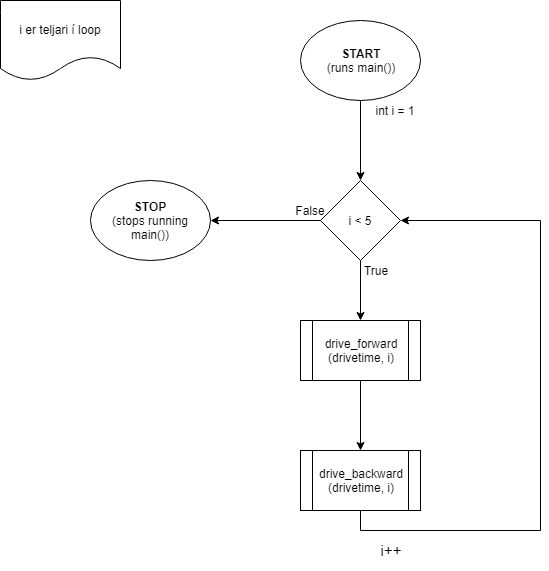 i er teljari í loop
START
(runs main())
int i = 1
STOP
(stops running
main())
False
i < 5
True
drive_forward
(drivetime, i)
drive_backward
(drivetime, i)
i++